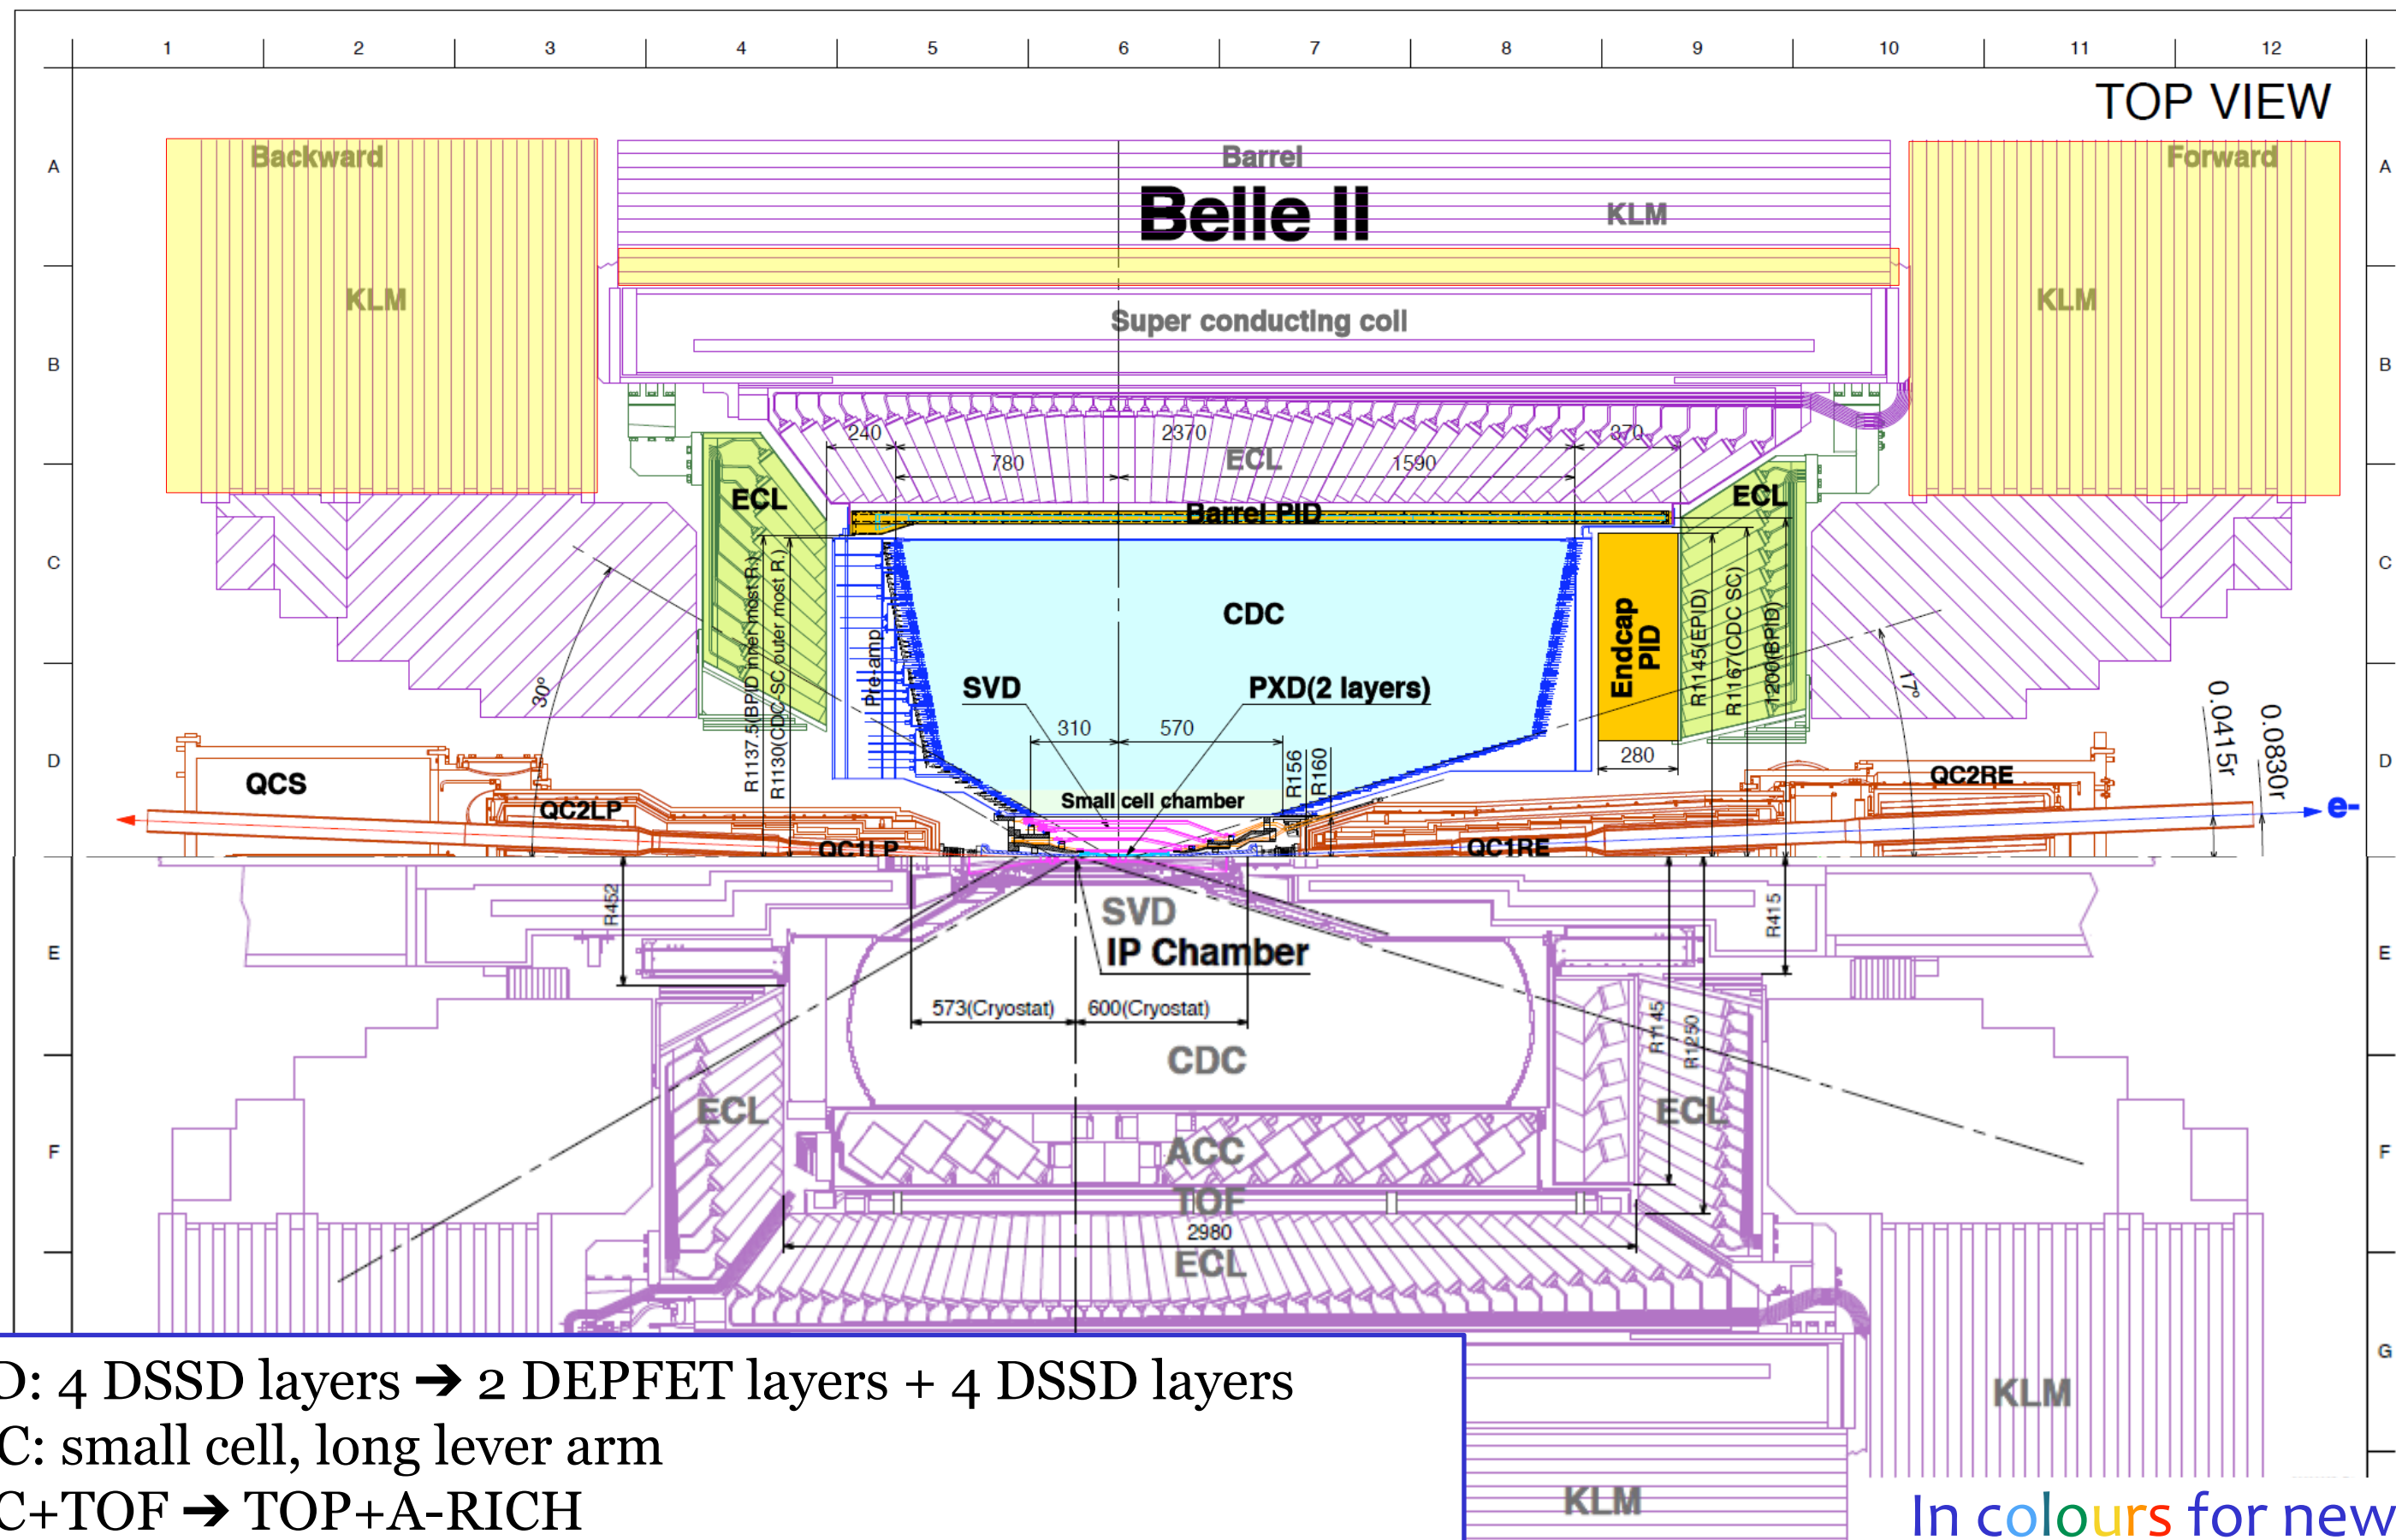 1 2 3 4 5 6 7 8 9 10 11 12
TOP VIEW
A Backward Barrel Forward A
Belle II KLM
KLM KLM
Super conducting coil
B B
240 2370 370
780 ECL 1590
ECL ECL
Barrel PID
C C
CDC
Endcap PID
Pre-amp
R1137.5(BPID inner most R.)
R1130(CDC-SC outer most R.)
R1145(EPID)
R1167(CDC SC)
1200(BPID)
SVD PXD(2 layers)
30°
17°
310 570
R156
R160
280
0.0415r
0.0830r
D D
QCS QC2RE
Small cell chamber
QC2LP
e-
QC1LP QC1RE
R452
R415
SVD
IP Chamber
E E
573(Cryostat) 600(Cryostat)
R1145
R1250
CDC
ECL ECL
F ACC F
TOF
2980
ECL
G
D: 4 DSSD layers ➔ 2 DEPFET layers + 4 DSSD layers
KLM
C: small cell, long lever arm
C+TOF ➔ TOP+A-RICH
KLM
In colours for new